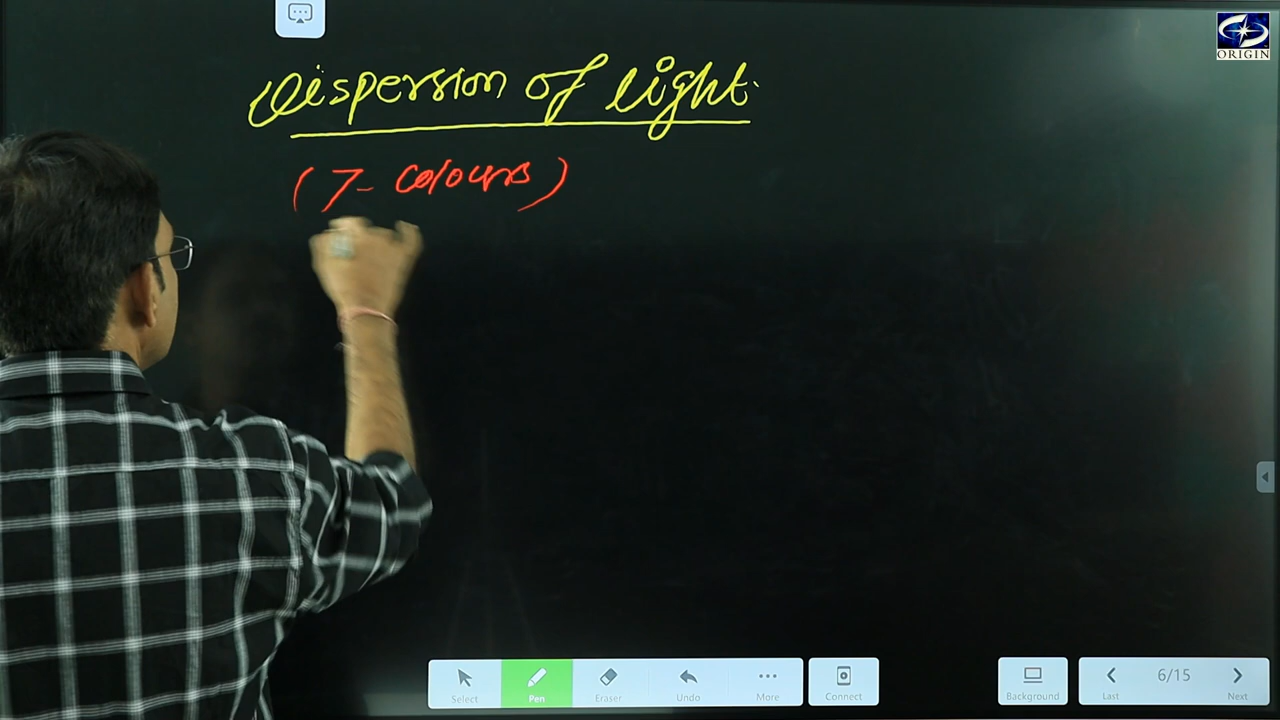 ORIGIN
Dispersion of light.
(7- colours)
Select
Pen
Eraser
Undo
More
Connect
Background
Last
6/15
Next